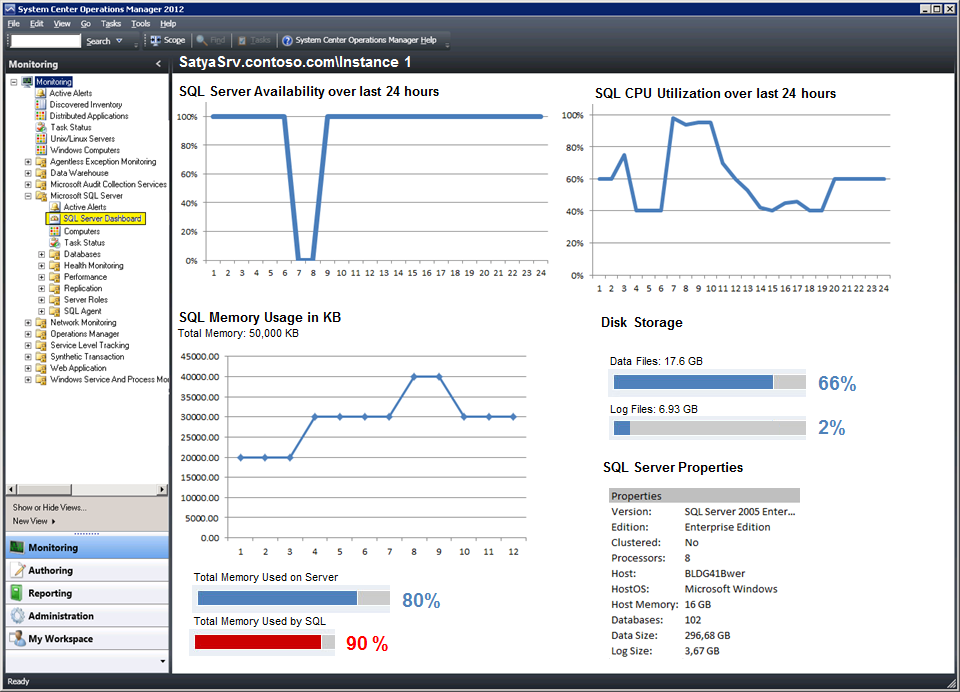 System Center Operations Manager 2012
File Edit View Go Tasks Tools Help
Search Scope Find Tasks System Center Operations Manager Help
Monitoring <
Monitoring
Active Alerts
Discovered Inventory
Distributed Applications
Task Status
Unix/Linux Servers
Windows Computers
Agentless Exception Monitoring
Data Warehouse
Microsoft Audit Collection Services
Microsoft SQL Server
Active Alerts
SQL Server Dashboard
Computers
Task Status
Databases
Health Monitoring
Performance
Replication
Server Roles
SQL Agent
Network Monitoring
Operations Manager
Service Level Tracking
Synthetic Transaction
Web Application
Windows Service And Process Mo
Show or Hide Views...
New View
Monitoring
Authoring
Reporting
Administration
My Workspace
SatyaSrv.contoso.com\Instance 1
SQL Server Availability over last 24 hours
100%
80%
60%
40%
20%
0%
1 2 3 4 5 6 7 8 9 10 11 12 13 14 15 16 17 18 19 20 21 22 23 24
SQL CPU Utilization over last 24 hours
100%
80%
60%
40%
20%
0%
1 2 3 4 5 6 7 8 9 10 11 12 13 14 15 16 17 18 19 20 21 22 23 24
SQL Memory Usage in KB
Total Memory: 50,000 KB
45000.00
40000.00
35000.00
30000.00
25000.00
20000.00
15000.00
10000.00
5000.00
0.00
1 2 3 4 5 6 7 8 9 10 11 12
Total Memory Used on Server
80%
Total Memory Used by SQL
90 %
Disk Storage
Data Files: 17.6 GB
66%
Log Files: 6.93 GB
2%
SQL Server Properties
Properties
Version: SQL Server 2005 Enter...
Edition: Enterprise Edition
Clustered: No
Processors: 8
Host: BLDG41Bwer
HostOS: Microsoft Windows
Host Memory: 16 GB
Databases: 102
Data Size: 296,68 GB
Log Size: 3,67 GB
Ready